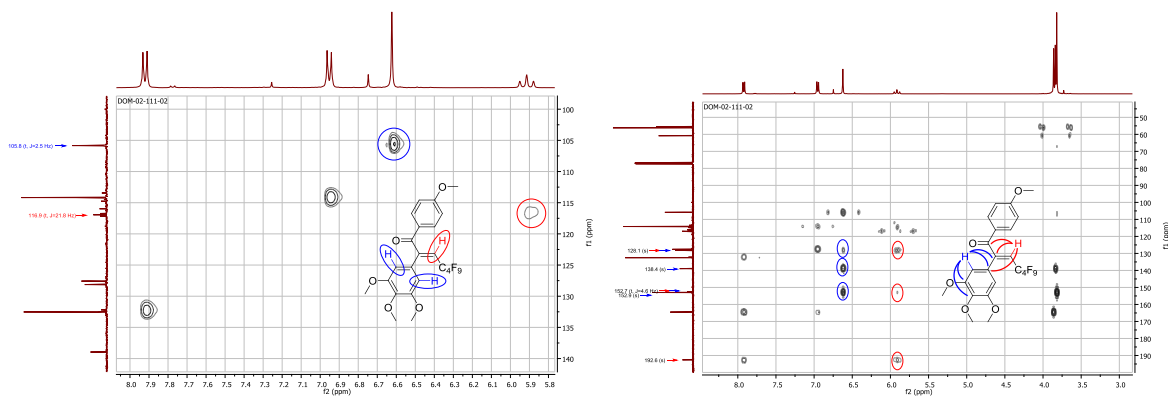 DOM-02-111-02
105.8 (t, J=2.5 Hz)
116.9 (t, J=21.8 Hz)
O
O
H
H
C4F9
H
O
O
O
100
105
110
115
120
125
130
135
140
f1 (ppm)
8.0 7.9 7.8 7.7 7.6 7.5 7.4 7.3 7.2 7.1 7.0 6.9 6.8 6.7 6.6 6.5 6.4 6.3 6.2 6.1 6.0 5.9 5.8
f2 (ppm)
DOM-02-111-02
128.1 (s)
138.4 (s)
152.7 (t, J=4.6 Hz)
152.9 (s)
192.6 (s)
O
O
H
H
C4F9
O
O
O
50
60
70
80
90
100
110
120
130
140
150
160
170
180
190
f1 (ppm)
8.0 7.5 7.0 6.5 6.0 5.5 5.0 4.5 4.0 3.5 3.0
f2 (ppm)